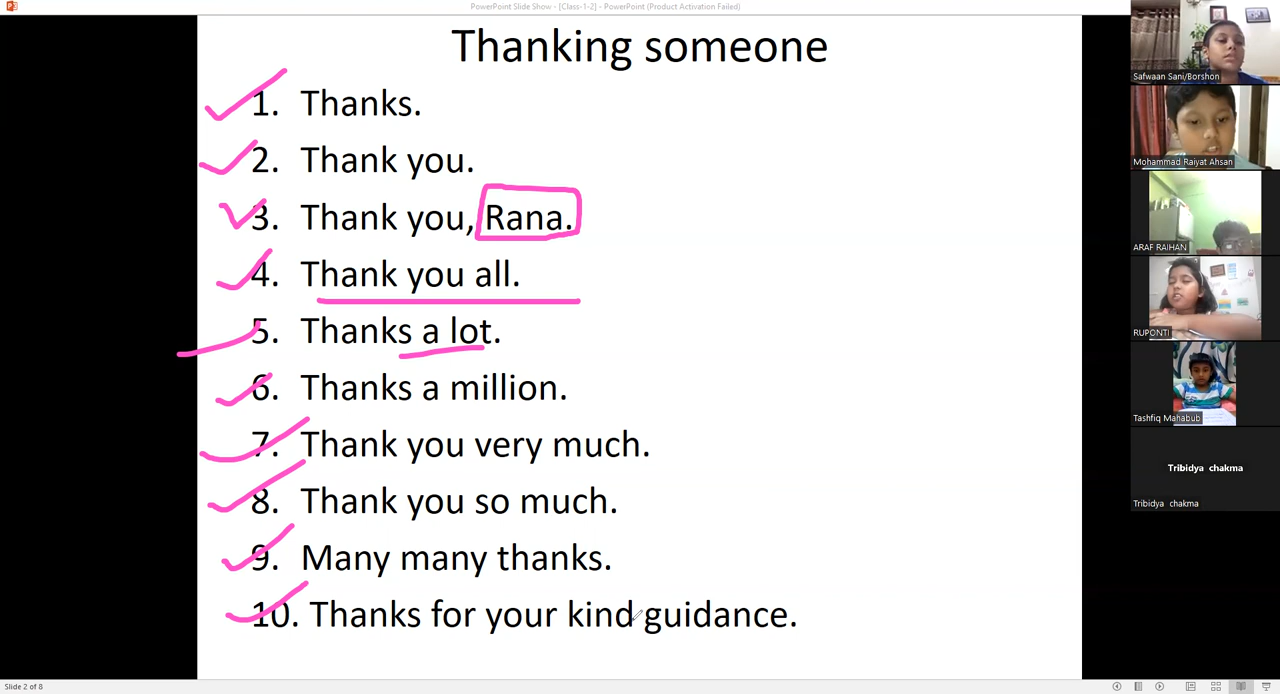 PowerPoint Slide Show - [Class-1-2] - PowerPoint (Product Activation Failed)
Thanking someone
1. Thanks.
2. Thank you.
3. Thank you, Rana.
4. Thank you all.
5. Thanks a lot.
6. Thanks a million.
7. Thank you very much.
8. Thank you so much.
9. Many many thanks.
10. Thanks for your kind guidance.
Safwaan Sani/Borshon
Mohammad Raiyat Ahsan
ARAF RAIHAN
RUPONTI
Tashfiq Mahabub
Tribidya chakma
Tribidya chakma
Slide 2 of 8